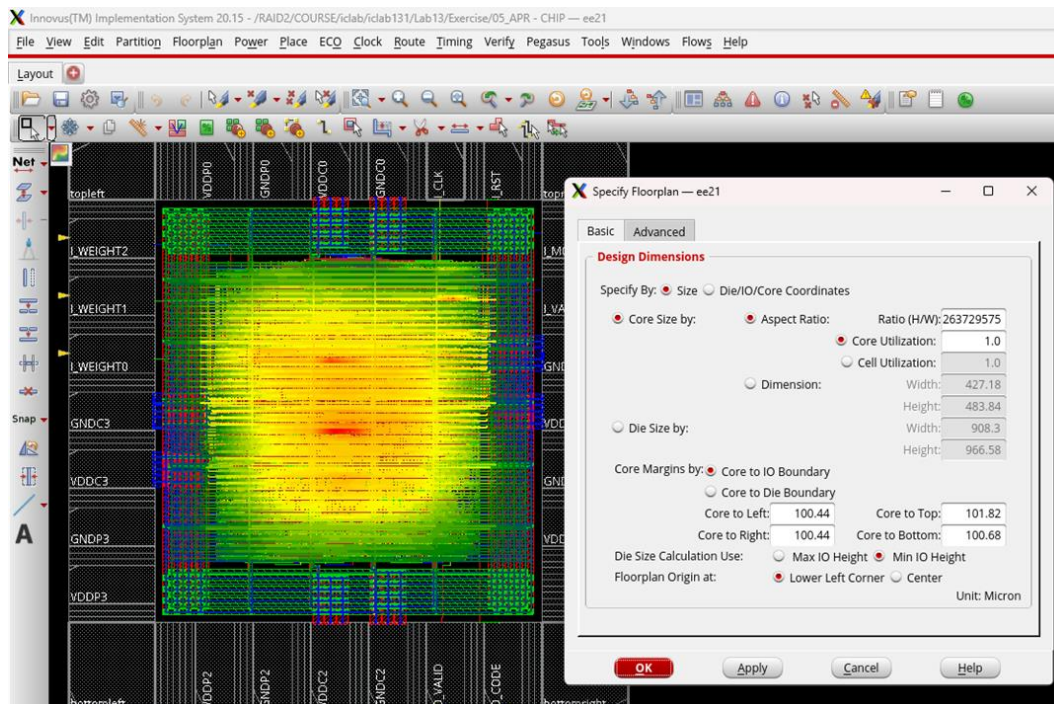 X Innovus(TM) Implementation System 20.15 - /RAID2/COURSE/iclab/iclab131/Lab13/Exercise/05_APR - CHIP — ee21
File View Edit Partition Floorplan Power Place ECO Clock Route Timing Verify Pegasus Tools Windows Flows Help
Layout
Net
Snap
A
VDDP0 GNDP0 VDDC0 GNDC0 I_CLK I_RST
topleft
I_WEIGHT2
I_WEIGHT1
I_WEIGHT0
GNDC3
VDDC3
GNDP3
VDDP3
VDDP2 GNDP2 VDDC2 GNDC2 O_VALID O_CODE
bottomleft bottomright
Specify Floorplan — ee21
Basic Advanced
Design Dimensions
Specify By: Size Die/IO/Core Coordinates
Core Size by: Aspect Ratio: Ratio (H/W): 263729575
Core Utilization: 1.0
Cell Utilization: 1.0
Dimension: Width: 427.18
Height: 483.84
Die Size by: Width: 908.3
Height: 966.58
Core Margins by: Core to IO Boundary
Core to Die Boundary
Core to Left: 100.44 Core to Top: 101.82
Core to Right: 100.44 Core to Bottom: 100.68
Die Size Calculation Use: Max IO Height Min IO Height
Floorplan Origin at: Lower Left Corner Center
Unit: Micron
OK Apply Cancel Help